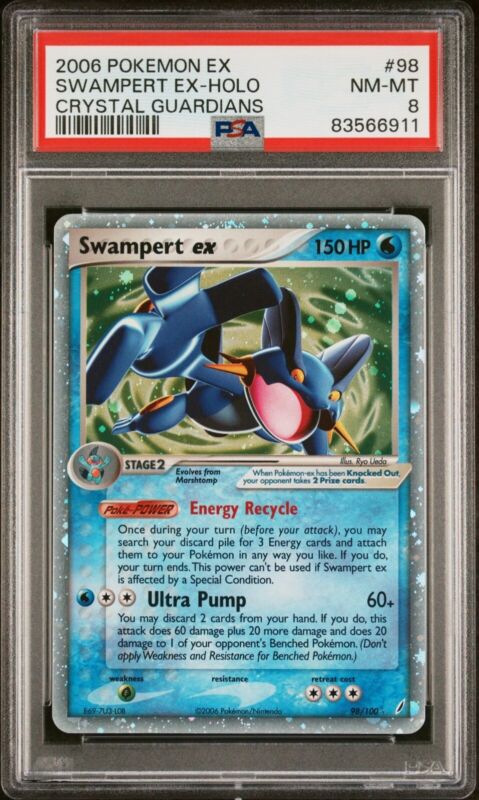 2006 POKEMON EX #98
SWAMPERT EX-HOLO NM-MT
CRYSTAL GUARDIANS 8
PSA 83566911
Swampert ex 150 HP
Illus. Ryo Ueda
STAGE 2
Evolves from
Marshtomp
When Pokémon-ex has been Knocked Out,
your opponent takes 2 Prize cards.
Poké-POWER Energy Recycle
Once during your turn (before your attack), you may
search your discard pile for 3 Energy cards and attach
them to your Pokémon in any way you like. If you do,
your turn ends. This power can't be used if Swampert ex
is affected by a Special Condition.
Ultra Pump 60+
You may discard 2 cards from your hand. If you do, this
attack does 60 damage plus 20 more damage and does 20
damage to 1 of your opponent's Benched Pokémon. (Don't
apply Weakness and Resistance for Benched Pokémon.)
weakness resistance retreat cost
E69-7U3-L0B ©2006 Pokémon/Nintendo 98/100
PSA